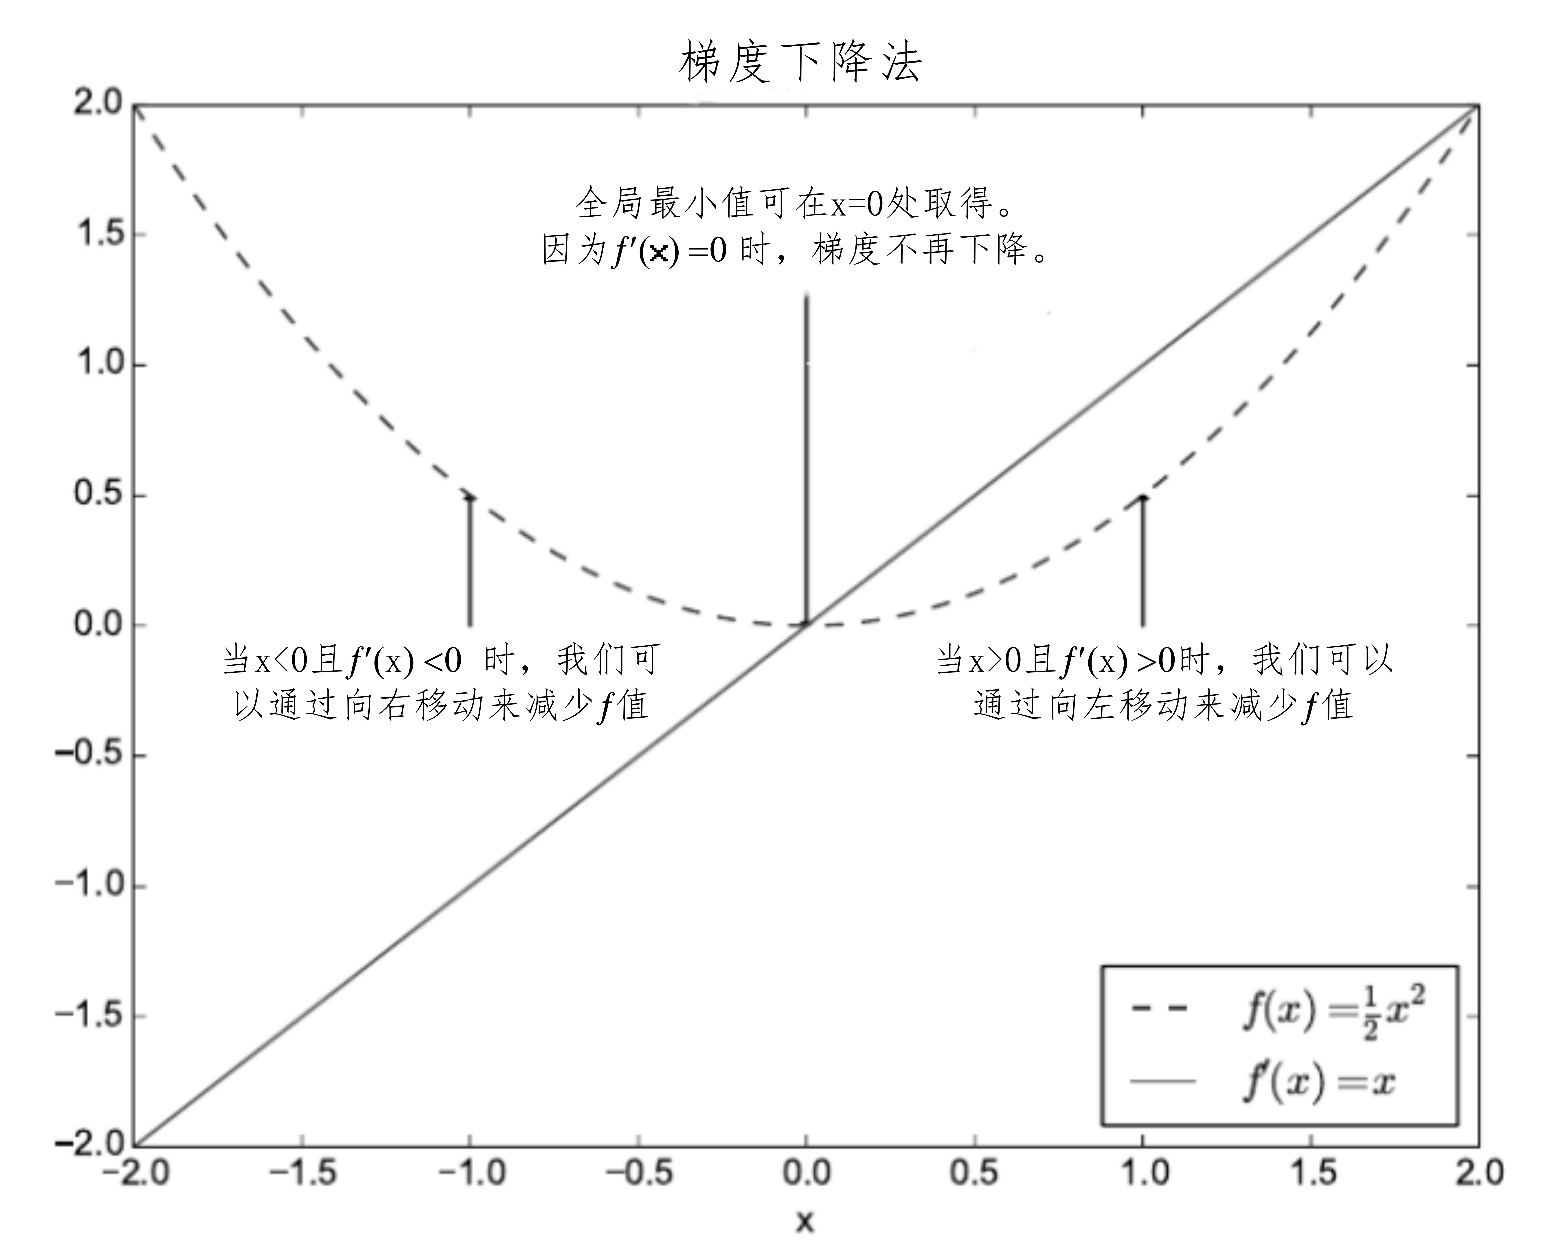 梯度下降法
2.0
全局最小值可在x=0处取得。
因为f′(x)=0 时，梯度不再下降。
1.5
1.0
0.5
0.0
当x<0且f′(x)<0 时，我们可
以通过向右移动来减少f值
当x>0且f′(x)>0时，我们可以
通过向左移动来减少f值
−0.5
−1.0
−1.5
−2.0
f(x)=½x²
f′(x)=x
−2.0 −1.5 −1.0 −0.5 0.0 0.5 1.0 1.5 2.0
x